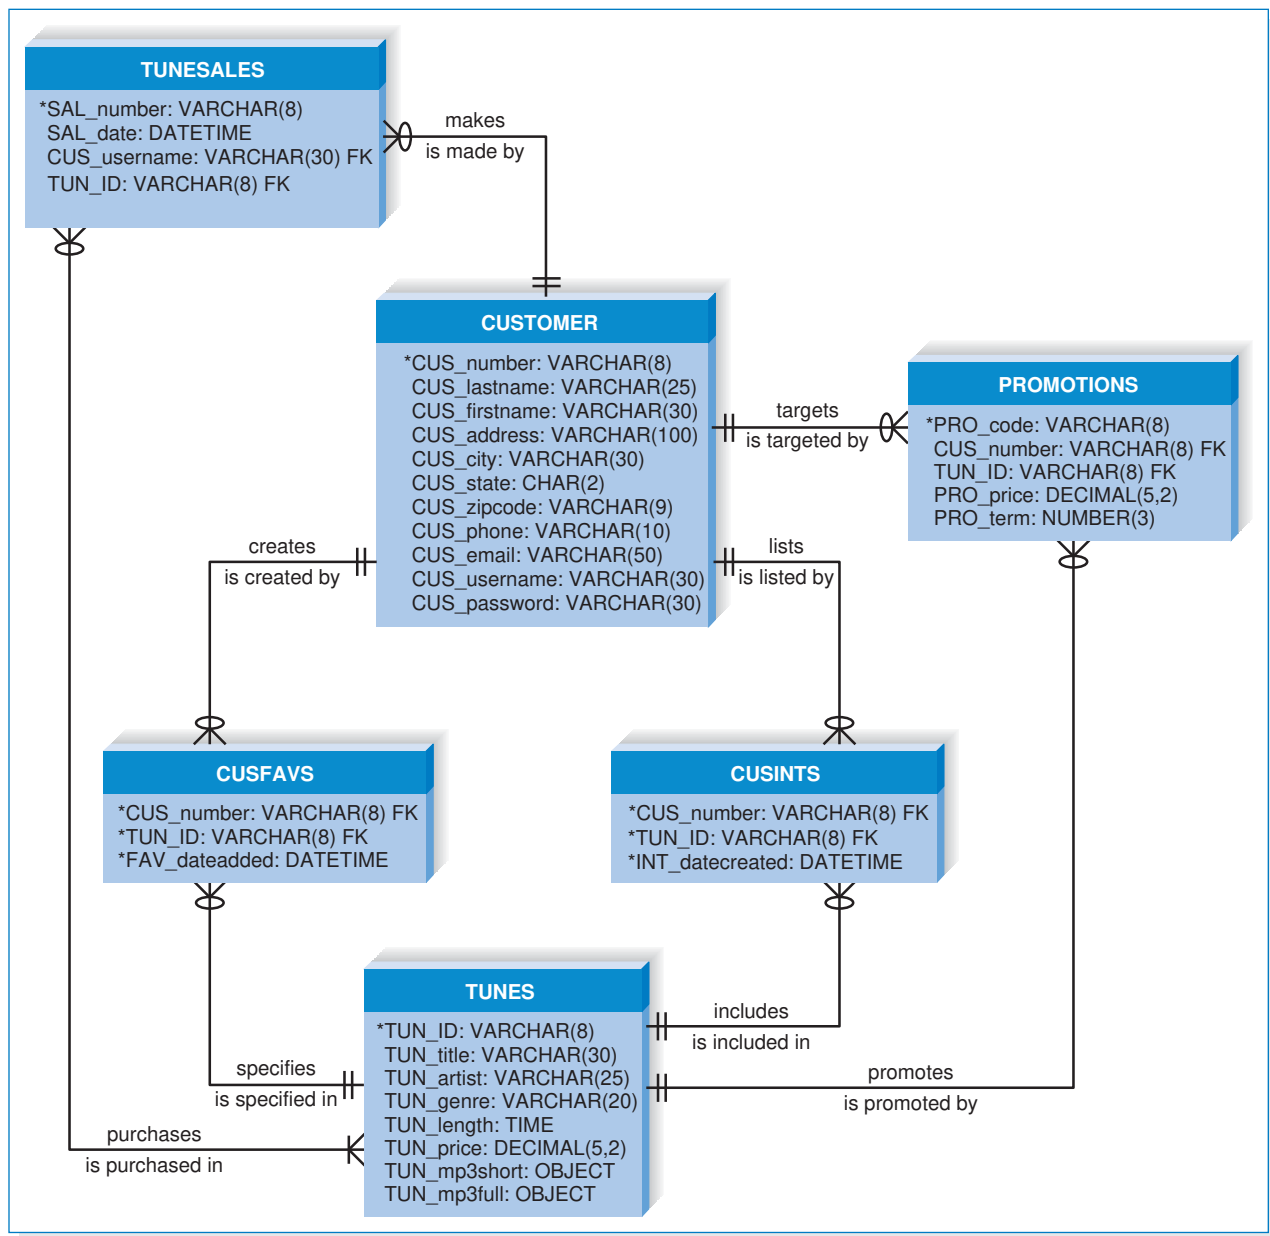 TUNESALES
*SAL_number: VARCHAR(8)
SAL_date: DATETIME
CUS_username: VARCHAR(30) FK
TUN_ID: VARCHAR(8) FK
makes
is made by
CUSTOMER
*CUS_number: VARCHAR(8)
CUS_lastname: VARCHAR(25)
CUS_firstname: VARCHAR(30)
CUS_address: VARCHAR(100)
CUS_city: VARCHAR(30)
CUS_state: CHAR(2)
CUS_zipcode: VARCHAR(9)
CUS_phone: VARCHAR(10)
CUS_email: VARCHAR(50)
CUS_username: VARCHAR(30)
CUS_password: VARCHAR(30)
targets
is targeted by
PROMOTIONS
*PRO_code: VARCHAR(8)
CUS_number: VARCHAR(8) FK
TUN_ID: VARCHAR(8) FK
PRO_price: DECIMAL(5,2)
PRO_term: NUMBER(3)
creates
is created by
lists
is listed by
CUSFAVS
*CUS_number: VARCHAR(8) FK
*TUN_ID: VARCHAR(8) FK
*FAV_dateadded: DATETIME
CUSINTS
*CUS_number: VARCHAR(8) FK
*TUN_ID: VARCHAR(8) FK
*INT_datecreated: DATETIME
TUNES
*TUN_ID: VARCHAR(8)
TUN_title: VARCHAR(30)
TUN_artist: VARCHAR(25)
TUN_genre: VARCHAR(20)
TUN_length: TIME
TUN_price: DECIMAL(5,2)
TUN_mp3short: OBJECT
TUN_mp3full: OBJECT
includes
is included in
specifies
is specified in
promotes
is promoted by
purchases
is purchased in